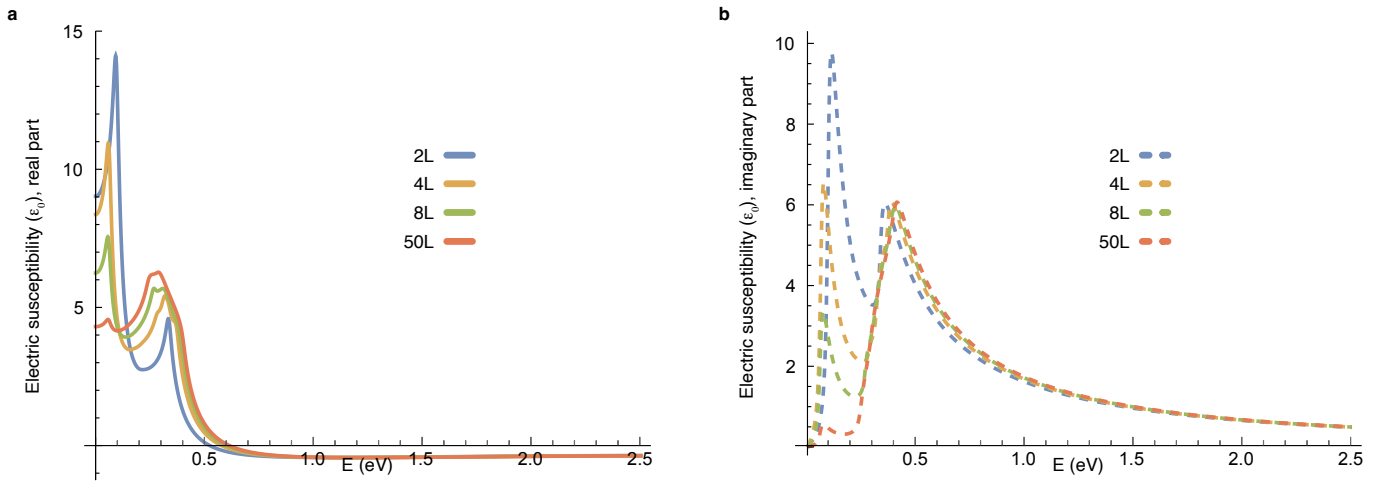 a
15
10
5
Electric susceptibility (ε₀), real part
2L
4L
8L
50L
0.5
1.0
1.5
2.0
2.5
E (eV)
b
10
8
6
4
2
Electric susceptibility (ε₀), imaginary part
2L
4L
8L
50L
0.5
1.0
1.5
2.0
2.5
E (eV)